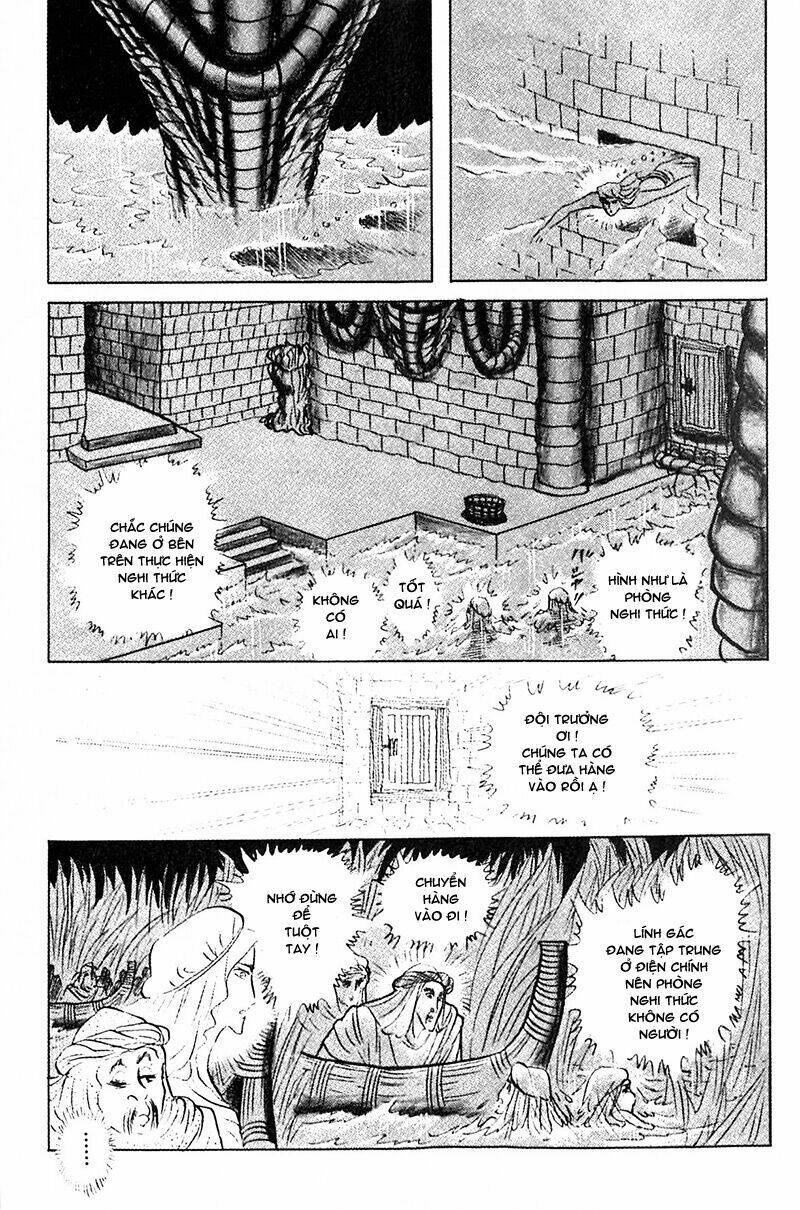 HÌNH NHƯ LÀ
PHÒNG
NGHI THỨC!
TỐT
QUÁ!
KHÔNG
CÓ
AI!
CHẮC CHÚNG
ĐANG Ở BÊN
TRÊN THỰC HIỆN
NGHI THỨC
KHÁC!
ĐỘI TRƯỞNG
ƠI!
CHÚNG TA CÓ
THỂ ĐƯA HÀNG
VÀO RỒI Ạ!
LÍNH GÁC
ĐANG TẬP TRUNG
Ở ĐIỆN CHÍNH
NÊN PHÒNG
NGHI THỨC
KHÔNG CÓ
NGƯỜI!
CHUYỂN
HÀNG
VÀO ĐI!
NHỚ ĐỪNG
ĐỂ
TUỘT
TAY!
......